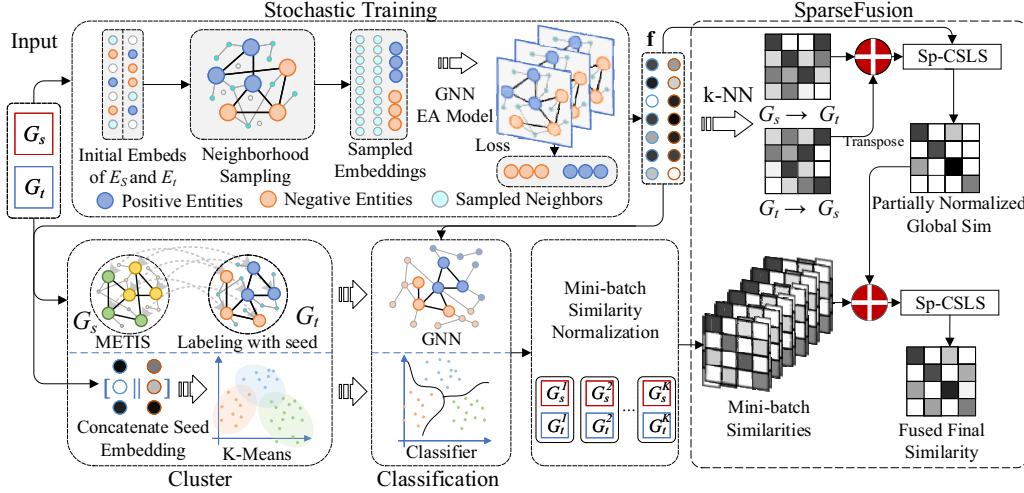 Stochastic Training
SparseFusion
Input
G_s
G_t
Initial Embeds
of E_S and E_t
Neighborhood
Sampling
Sampled
Embeddings
GNN
EA Model
Loss
Positive Entities
Negative Entities
Sampled Neighbors
f
k-NN
G_s → G_t
Transpose
G_t → G_s
Sp-CSLS
Partially Normalized
Global Sim
G_s
G_t
METIS
Labeling with seed
[ || ]
Concatenate Seed
Embedding
K-Means
Cluster
GNN
Classifier
Classification
Mini-batch
Similarity
Normalization
G_s^1 G_s^2 ... G_s^K
G_t^1 G_t^2 G_t^K
Mini-batch
Similarities
Sp-CSLS
Fused Final
Similarity